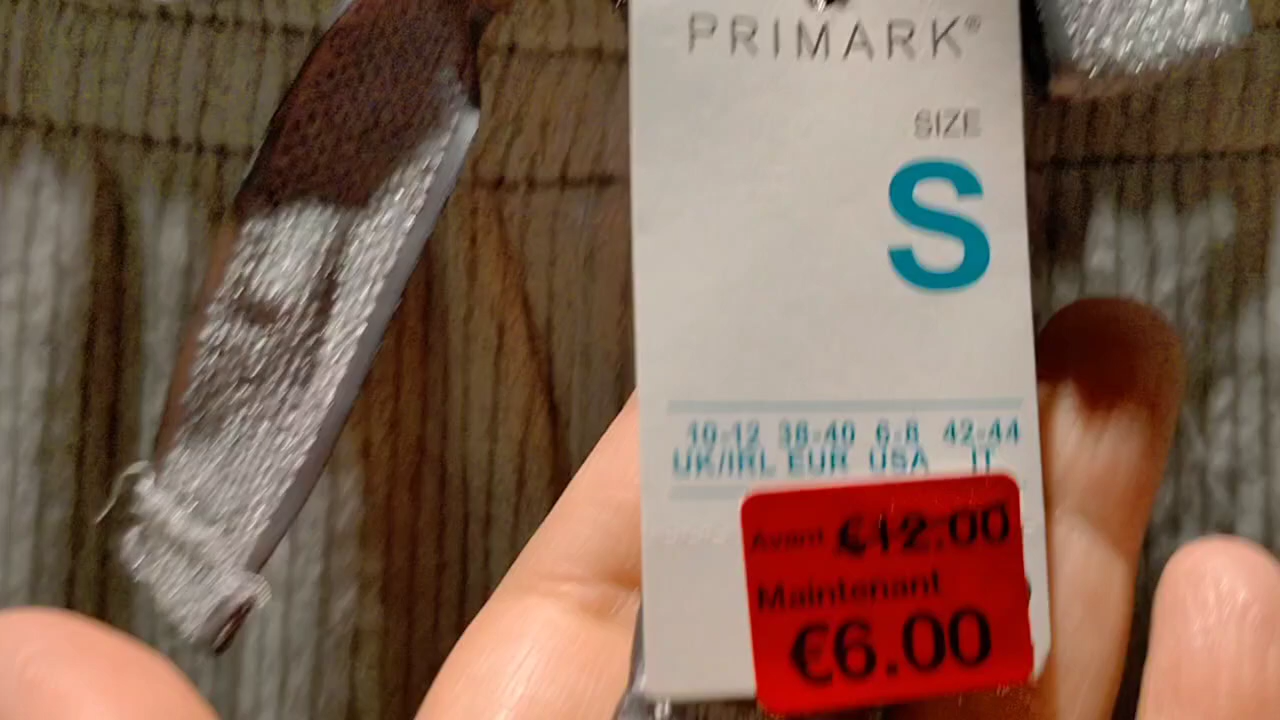 PRIMARK®
SIZE
S
10-12 38-40 6-8 42-44
UK/IRL EUR USA IT
Avant €12.00
Maintenant
€6.00